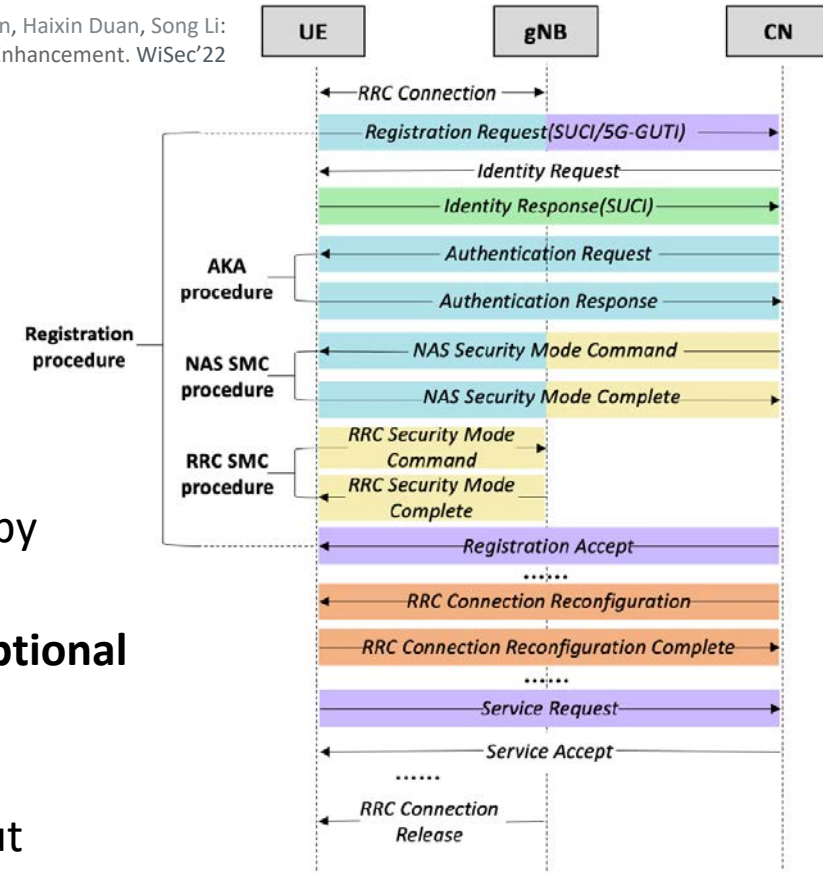 n, Haixin Duan, Song Li:
Enhancement. WiSec’22
UE
gNB
CN
RRC Connection
Registration Request(SUCI/5G-GUTI)
Identity Request
Identity Response(SUCI)
AKA
procedure
Authentication Request
Authentication Response
Registration
procedure
NAS SMC
procedure
NAS Security Mode Command
NAS Security Mode Complete
RRC SMC
procedure
RRC Security Mode
Command
RRC Security Mode
Complete
by
Registration Accept
......
RRC Connection Reconfiguration
ptional
RRC Connection Reconfiguration Complete
......
Service Request
Service Accept
......
ut
RRC Connection
Release